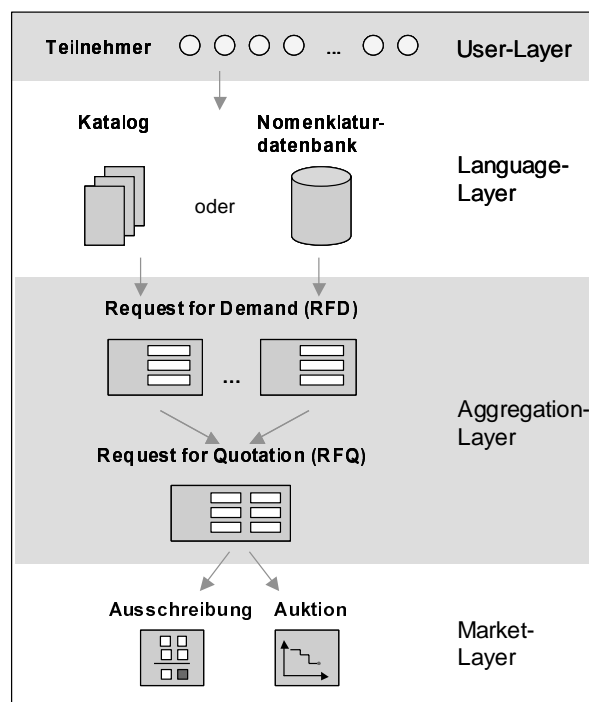 Teilnehmer ... User-Layer
Katalog
Nomenklatur-
datenbank
Language-
Layer
oder
Request for Demand (RFD)
...
Aggregation-
Layer
Request for Quotation (RFQ)
Ausschreibung Auktion
Market-
Layer